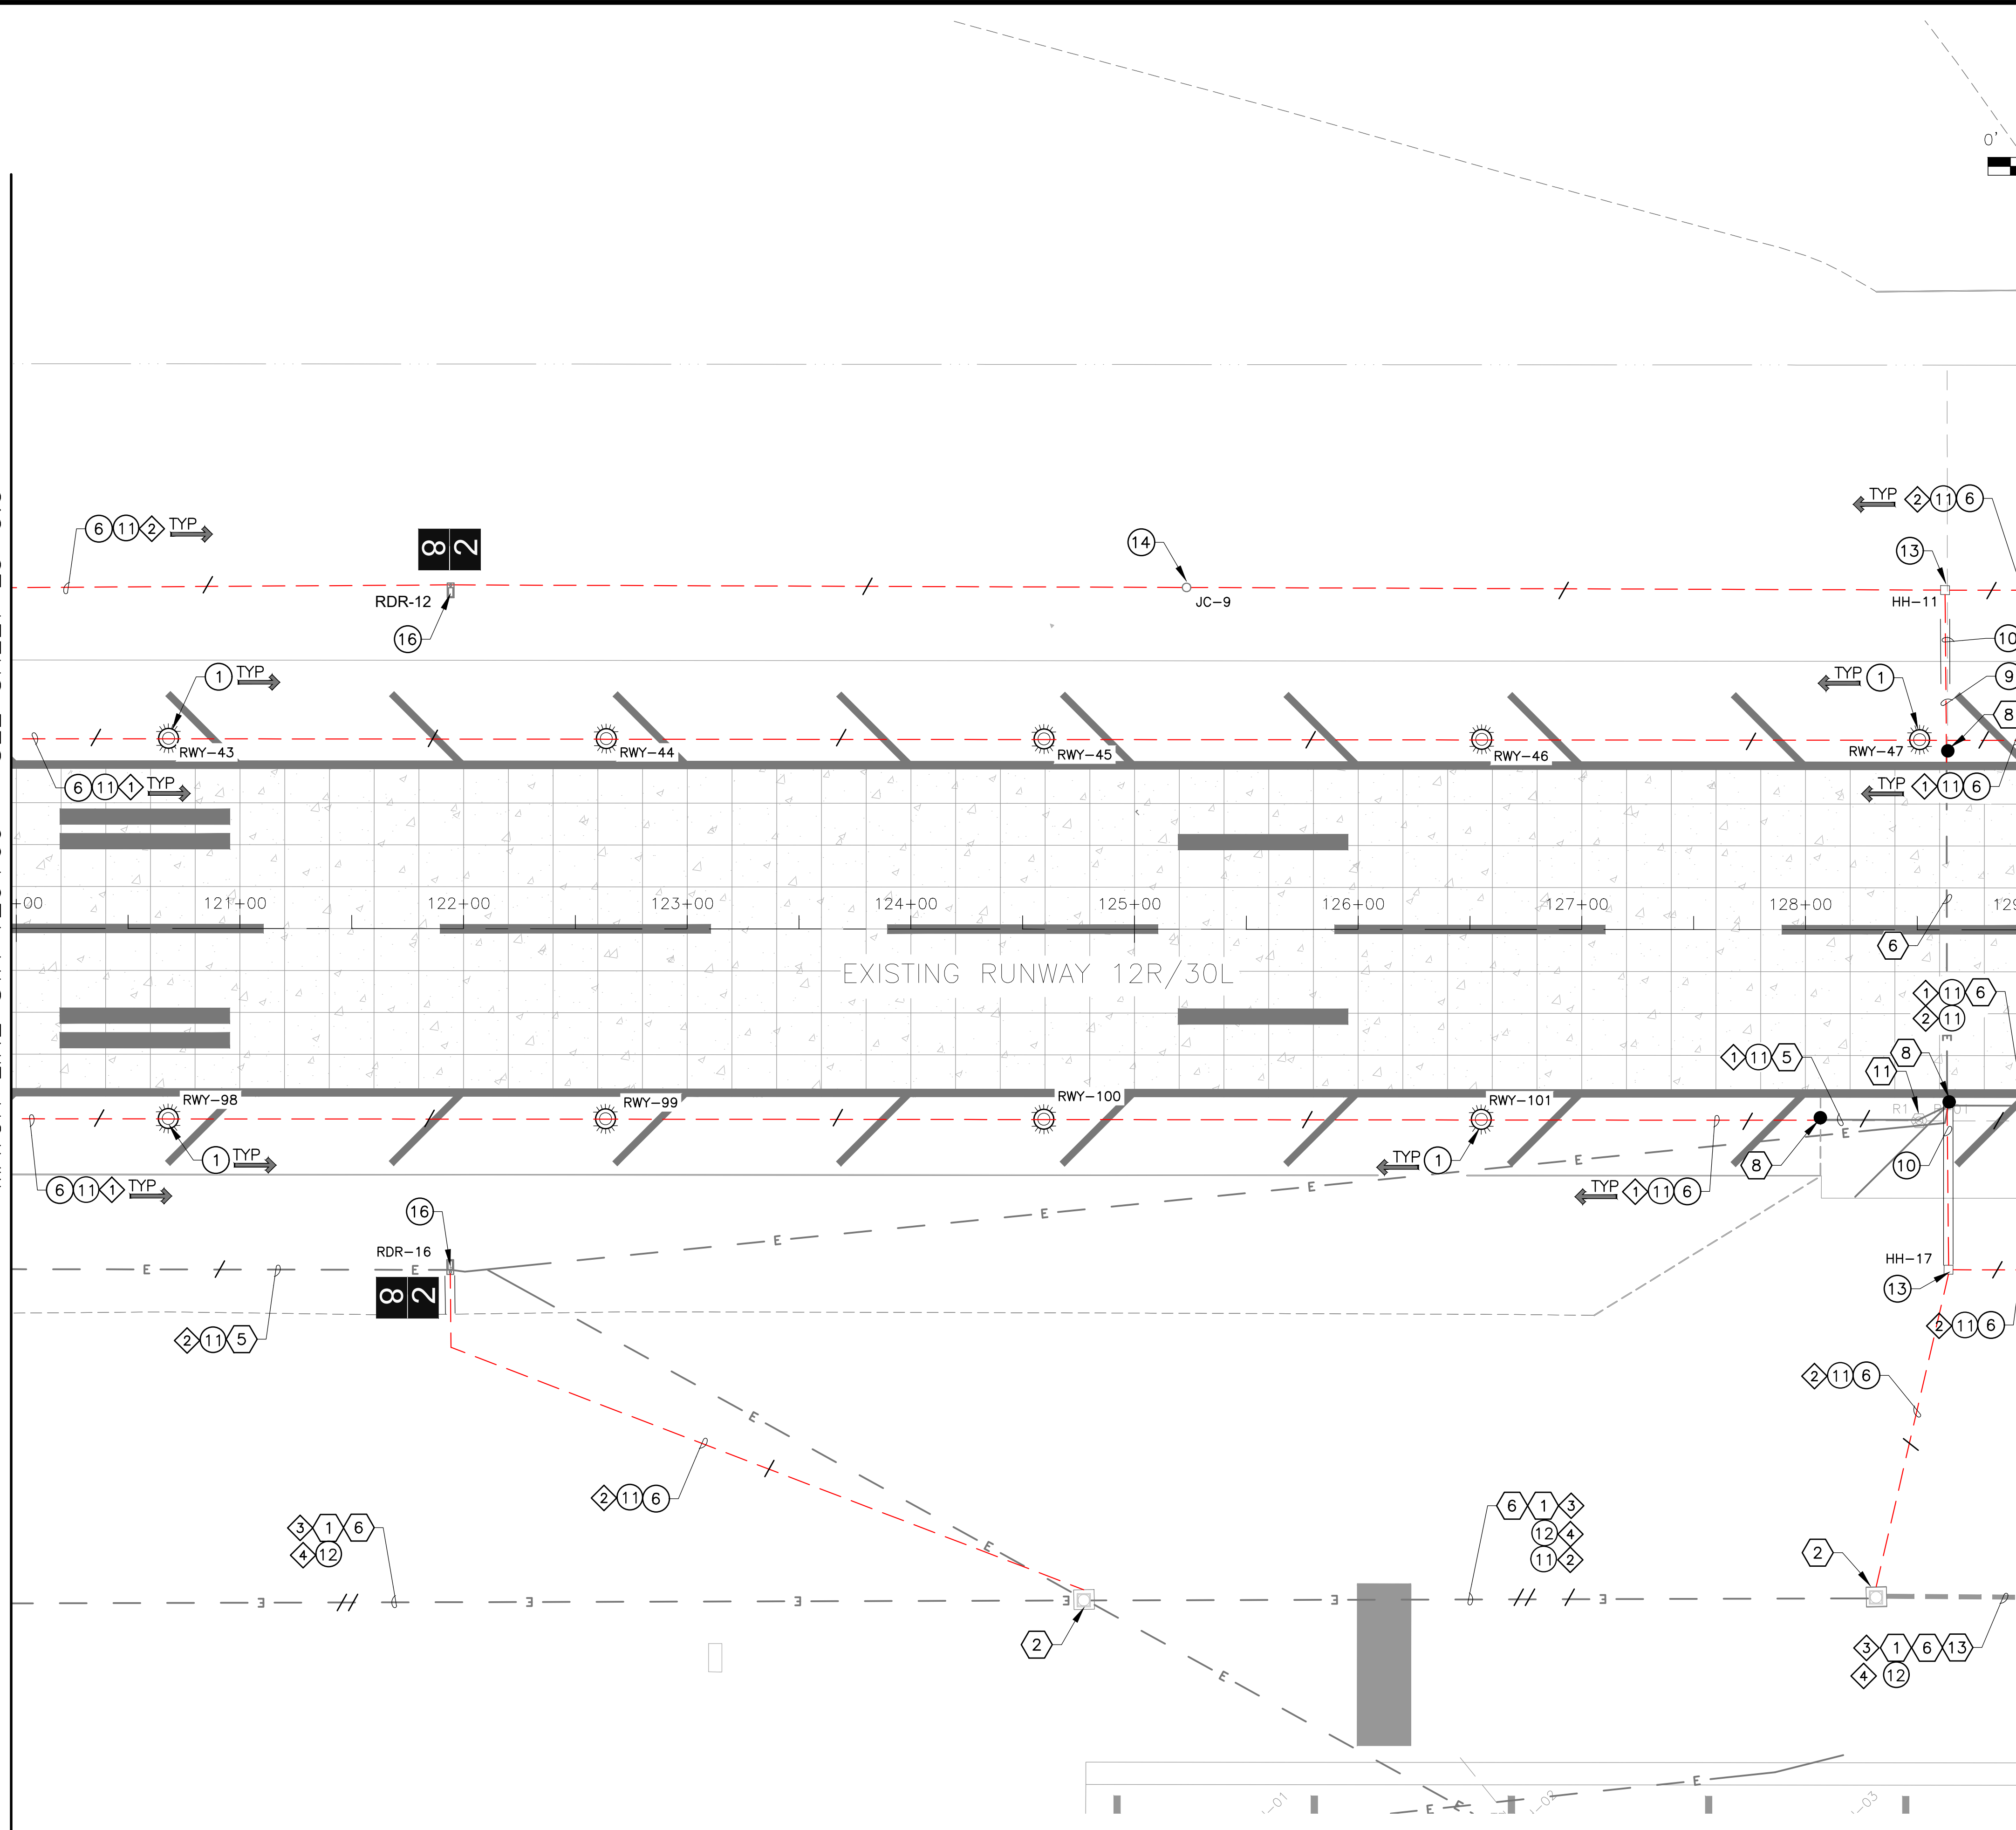 0'
TYP 2 11 6
6 11 2 TYP
8 2
14
13
RDR-12
JC-9
HH-11
16
10
1 TYP
TYP 1
9
8
RWY-43
RWY-44
RWY-45
RWY-46
RWY-47
6 11 1 TYP
TYP 1 11 6
+00 121+00 122+00 123+00 124+00 125+00 126+00 127+00 128+00
6
EXISTING RUNWAY 12R/30L
1 11 6
2 11
E
1 11 5
8
11
RWY-98
RWY-99
RWY-100
RWY-101
R1
E
1 TYP
TYP 1
E
8
10
6 11 1 TYP
E
TYP 1 11 6
16
E
E
RDR-16
HH-17
E E
13
8 2
2 11 5
2 11 6
2 11 6
E
2 11 6
3 1 6
4 12
6 1 3
12 4
11 2
E
2
E E E E E E
2
3 1 6 13
4 12
E
E
E E
-01
-02
-03